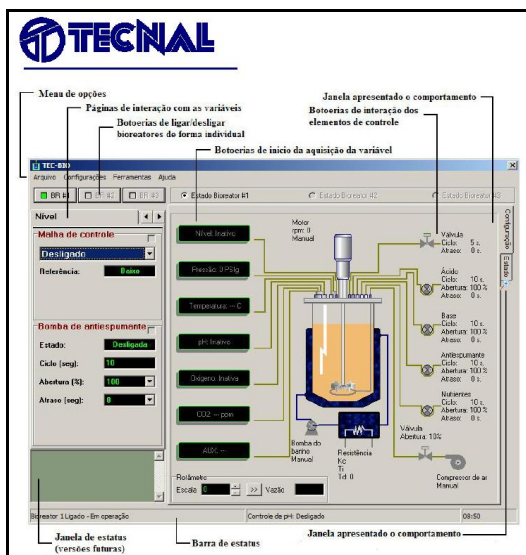 TECNAL
Menu de opções
Páginas de interação com as variáveis
Botoerias de ligar/desligar
bioreatores de forma individual
Janela apresentado o comportamento
Botoerias de interação dos
elementos de controle
Botoerias de início da aquisição da variável
TEC-BIO
Arquivo Configurações Ferramentas Ajuda
BR #1 BR #2 BR #3 Estado Bioreator #1 Estado Bioreator #2 Estado Bioreator #3
Nível
Malha de controle
Desligado
Referência: Baixo
Bomba de antiespumante
Estado: Desligada
Ciclo (seg) 10
Abertura (%): 100
Atraso (seg): 0
Nível Inativo
Pressão: 0 PSIg
Temperatura: -- C
pH: Inativo
Oxigeno: Inativa
CO2: -- ppm
AUX: --
Rotâmetro
Escala 0 >> Vazão
Motor
rpm: 0
Manual
Bomba do
banho
Manual
Resistência
Kc
Ti
Td: 0
Válvula
Ciclo: 5 s.
Atraso: 0 s.
Ácido
Ciclo: 10 s.
Abertura: 100 %
Atraso: 0 s.
Base
Ciclo: 10 s.
Abertura: 100 %
Atraso: 0 s.
Antiespumante
Ciclo: 10 s.
Abertura: 100 %
Atraso: 0 s.
Nutrientes
Ciclo: 10 s.
Abertura: 100 %
Atraso: 0 s.
Válvula
Abertura: 10%
Compressor de ar
Manual
Configuração
Estado
Bioreator 1 Ligado - Em operação Controle de pH: Desligado 08:50
Janela de estatus
(versões futuras)
Barra de estatus
Janela apresentado o comportamento